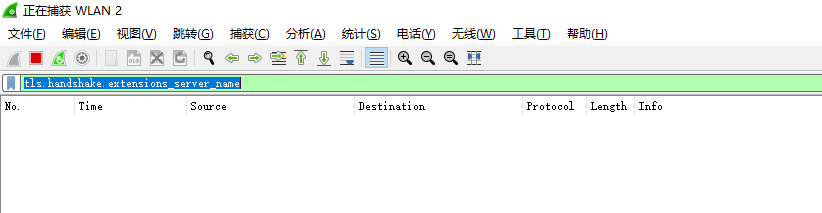 正在捕获 WLAN 2
文件(F) 编辑(E) 视图(V) 跳转(G) 捕获(C) 分析(A) 统计(S) 电话(Y) 无线(W) 工具(T) 帮助(H)
tls.handshake.extensions_server_name
No. Time Source Destination Protocol Length Info